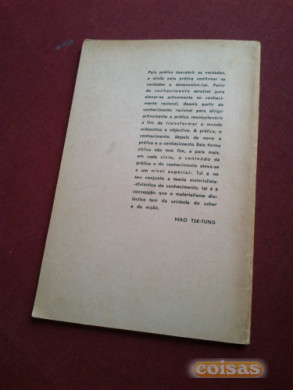 Pela prática descobrir as verdades,
e ainda pela prática confirmar as
verdades e desenvolvê-las. Partir
do conhecimento sensível para
elevar-se activamente ao conheci-
mento racional, depois partir do
conhecimento racional para dirigir
activamente a prática revolucionária
a fim de transformar o mundo
subjectivo e objectivo. A prática, o
conhecimento, depois de novo a
prática e o conhecimento. Esta forma
cíclica não tem fim, e para mais,
em cada ciclo, o conteúdo da
prática e do conhecimento eleva-se
a um nível superior. Tal é no
seu conjunto a teoria materialista-
-dialéctica do conhecimento, tal é a
concepção que o materialismo dia-
léctico tem da unidade do saber
e da acção.
MAO TSE-TUNG
coisas